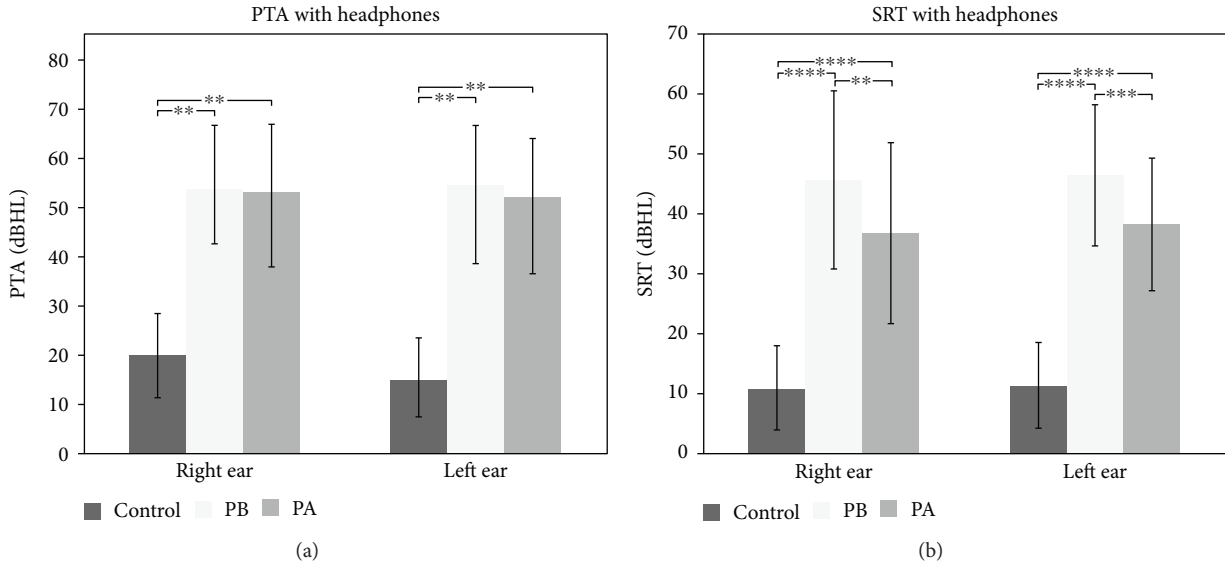 PTA with headphones
80
70
60
50
40
30
20
10
0
PTA (dBHL)
**
**
**
**
Right ear
Left ear
Control
PB
PA
(a)
SRT with headphones
70
60
50
40
30
20
10
0
SRT (dBHL)
****
****
**
****
****
***
Right ear
Left ear
Control
PB
PA
(b)